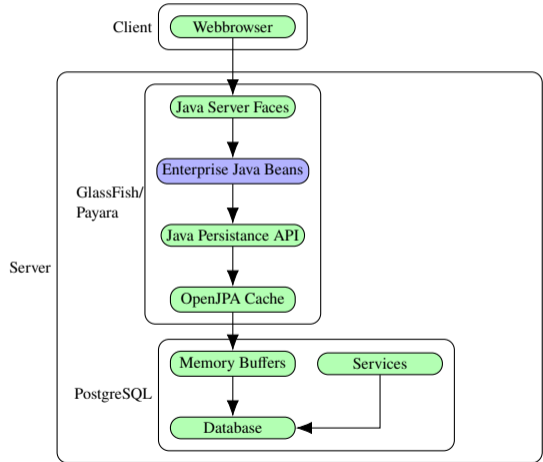 Client
Webbrowser
Java Server Faces
Enterprise Java Beans
GlassFish/
Payara
Java Persistance API
Server
OpenJPA Cache
Memory Buffers
Services
PostgreSQL
Database